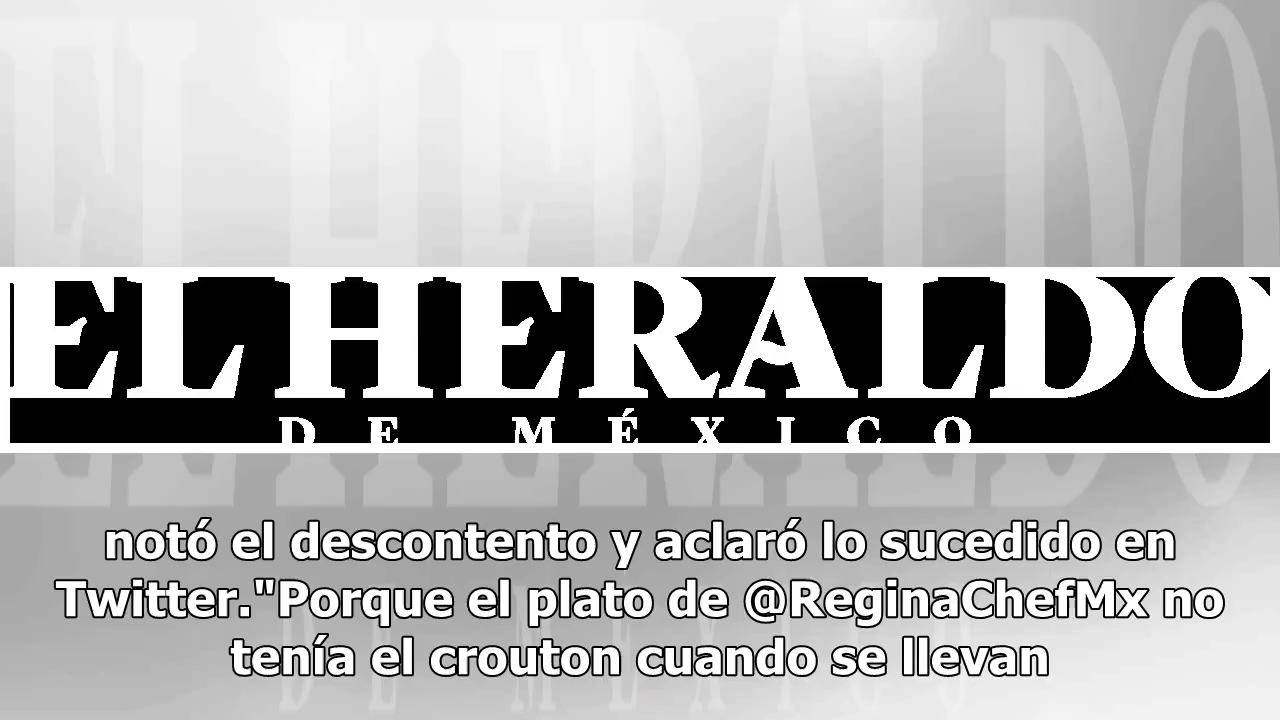 EL HERALDO
DE MÉXICO
notó el descontento y aclaró lo sucedido en
Twitter."Porque el plato de @ReginaChefMx no
tenía el crouton cuando se llevan